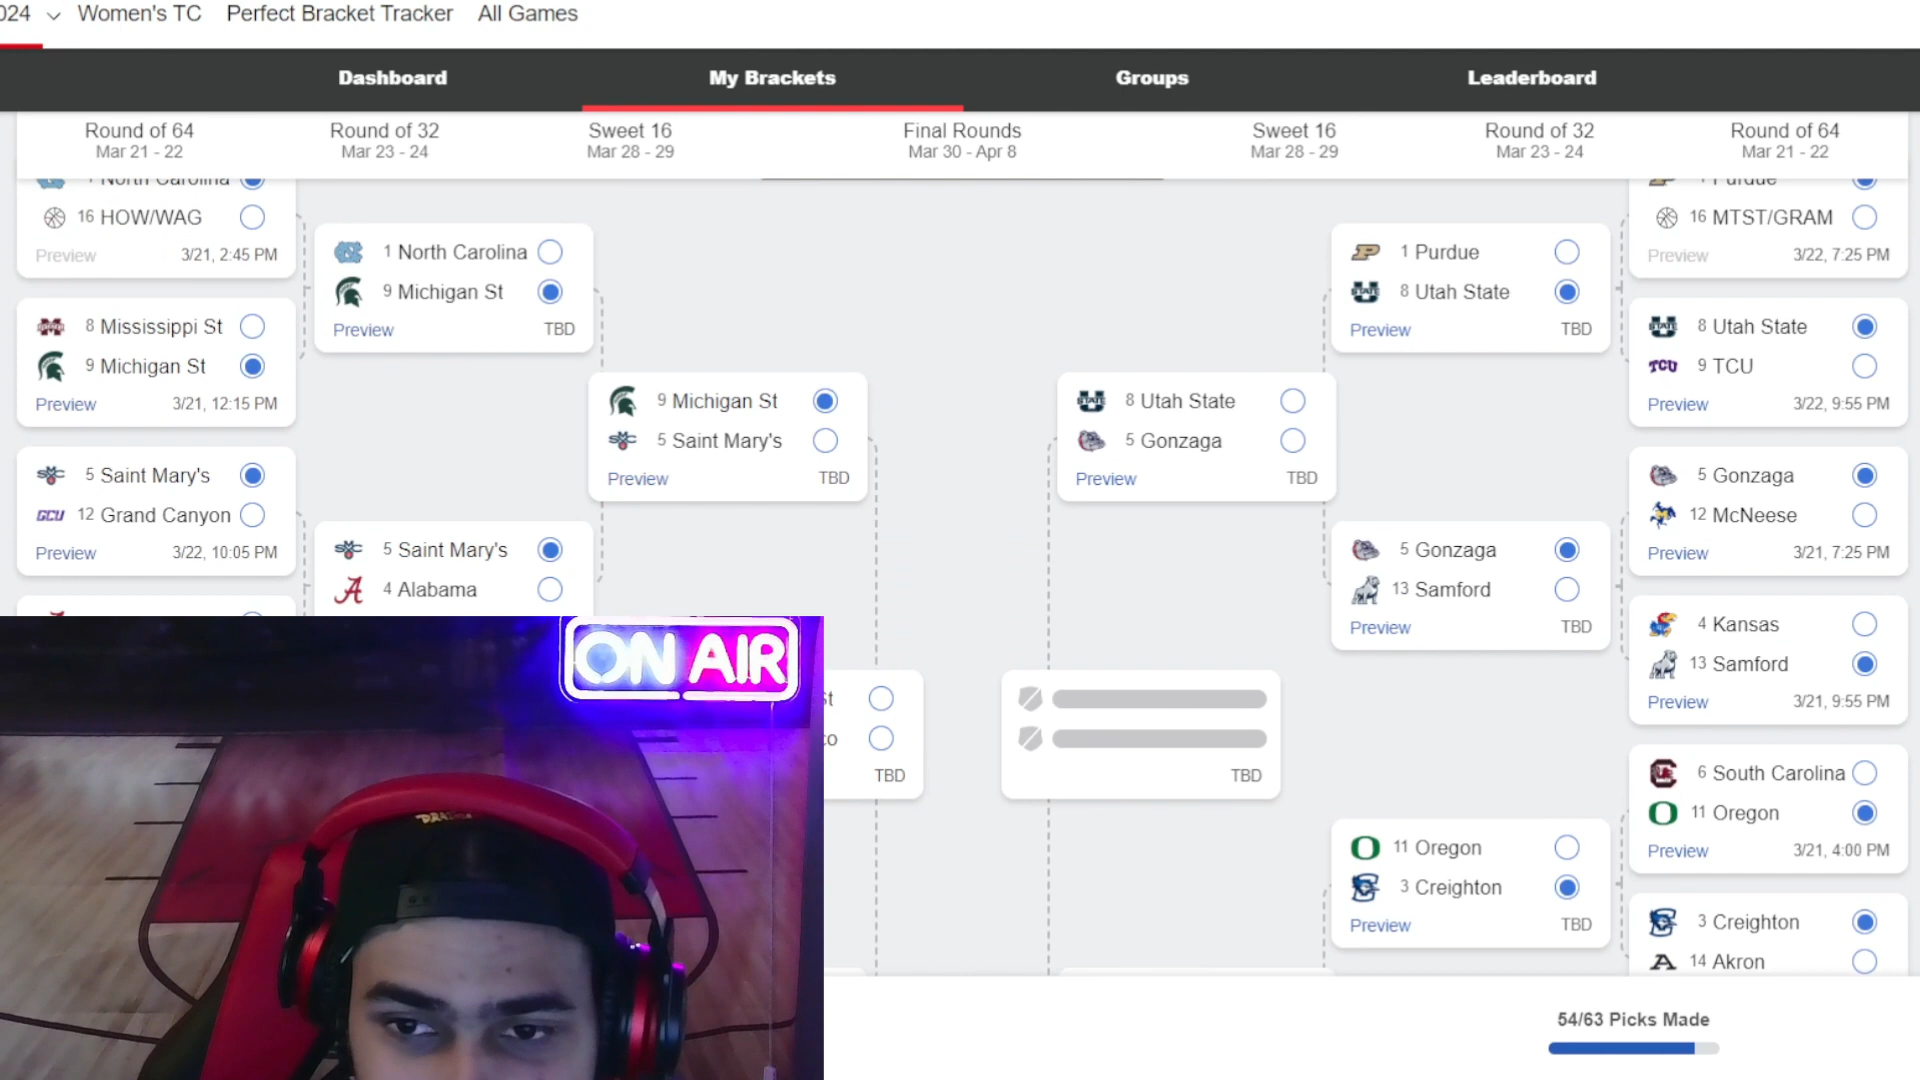 024 Women's TC Perfect Bracket Tracker All Games
Dashboard My Brackets Groups Leaderboard
Round of 64 Round of 32 Sweet 16 Final Rounds Sweet 16 Round of 32 Round of 64
Mar 21 - 22 Mar 23 - 24 Mar 28 - 29 Mar 30 - Apr 8 Mar 28 - 29 Mar 23 - 24 Mar 21 - 22
1 North Carolina
16 HOW/WAG
Preview 3/21, 2:45 PM
8 Mississippi St
9 Michigan St
Preview 3/21, 12:15 PM
5 Saint Mary's
GCU 12 Grand Canyon
Preview 3/22, 10:05 PM
1 North Carolina
9 Michigan St
Preview TBD
5 Saint Mary's
4 Alabama
9 Michigan St
5 Saint Mary's
Preview TBD
St
co
TBD
8 Utah State
5 Gonzaga
Preview TBD
TBD
1 Purdue
8 Utah State
Preview TBD
5 Gonzaga
13 Samford
Preview TBD
11 Oregon
3 Creighton
Preview TBD
1 Purdue
16 MTST/GRAM
Preview 3/22, 7:25 PM
8 Utah State
TCU 9 TCU
Preview 3/22, 9:55 PM
5 Gonzaga
12 McNeese
Preview 3/21, 7:25 PM
4 Kansas
13 Samford
Preview 3/21, 9:55 PM
6 South Carolina
11 Oregon
Preview 3/21, 4:00 PM
3 Creighton
14 Akron
ON AIR
54/63 Picks Made